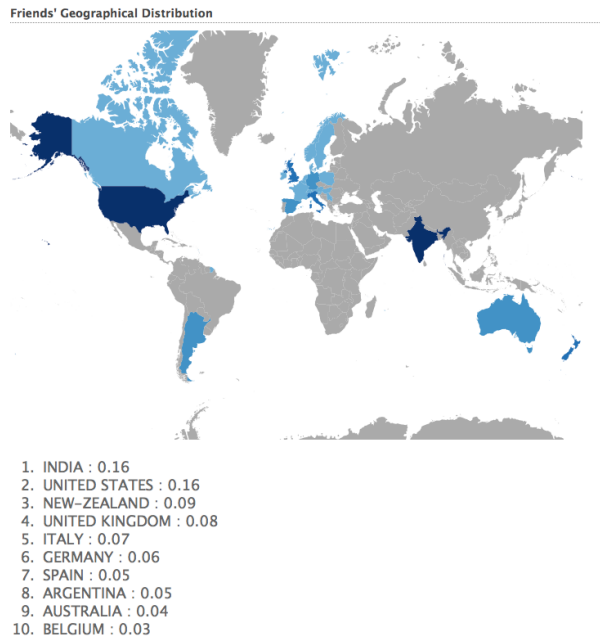 Friends' Geographical Distribution
1. INDIA : 0.16
2. UNITED STATES : 0.16
3. NEW-ZEALAND : 0.09
4. UNITED KINGDOM : 0.08
5. ITALY : 0.07
6. GERMANY : 0.06
7. SPAIN : 0.05
8. ARGENTINA : 0.05
9. AUSTRALIA : 0.04
10. BELGIUM : 0.03